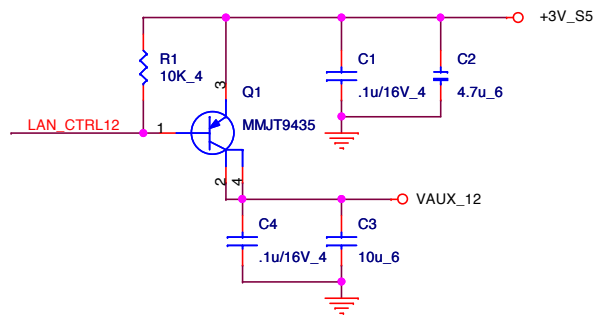 +3V_S5
R1
10K_4
C1
.1u/16V_4
C2
4.7u_6
3
Q1
MMJT9435
LAN_CTRL12
1
2
4
VAUX_12
C4
.1u/16V_4
C3
10u_6